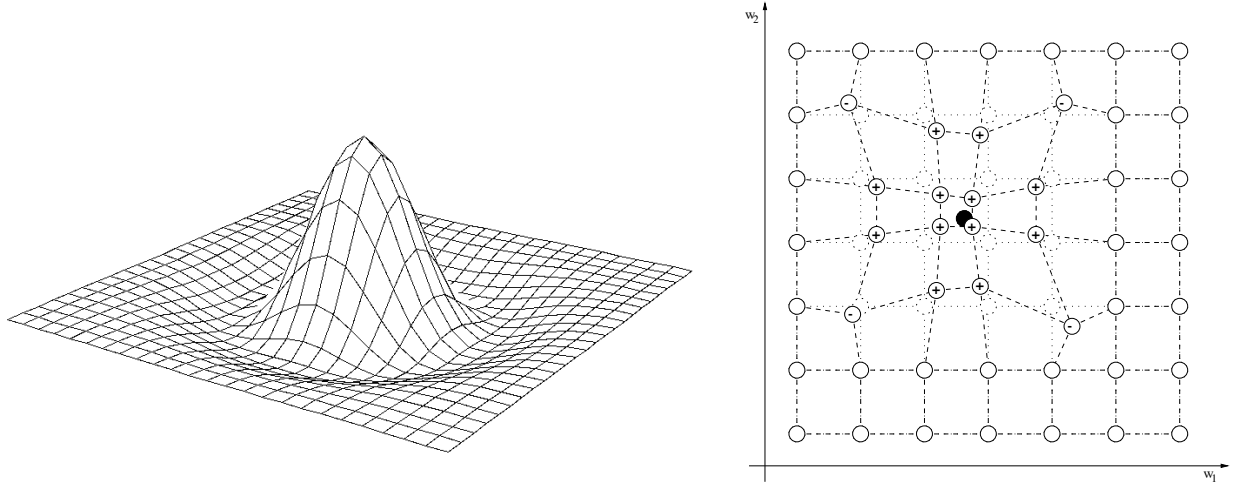 w2
- -
+ +
+ + + +
+ + + +
+ +
- -
w1